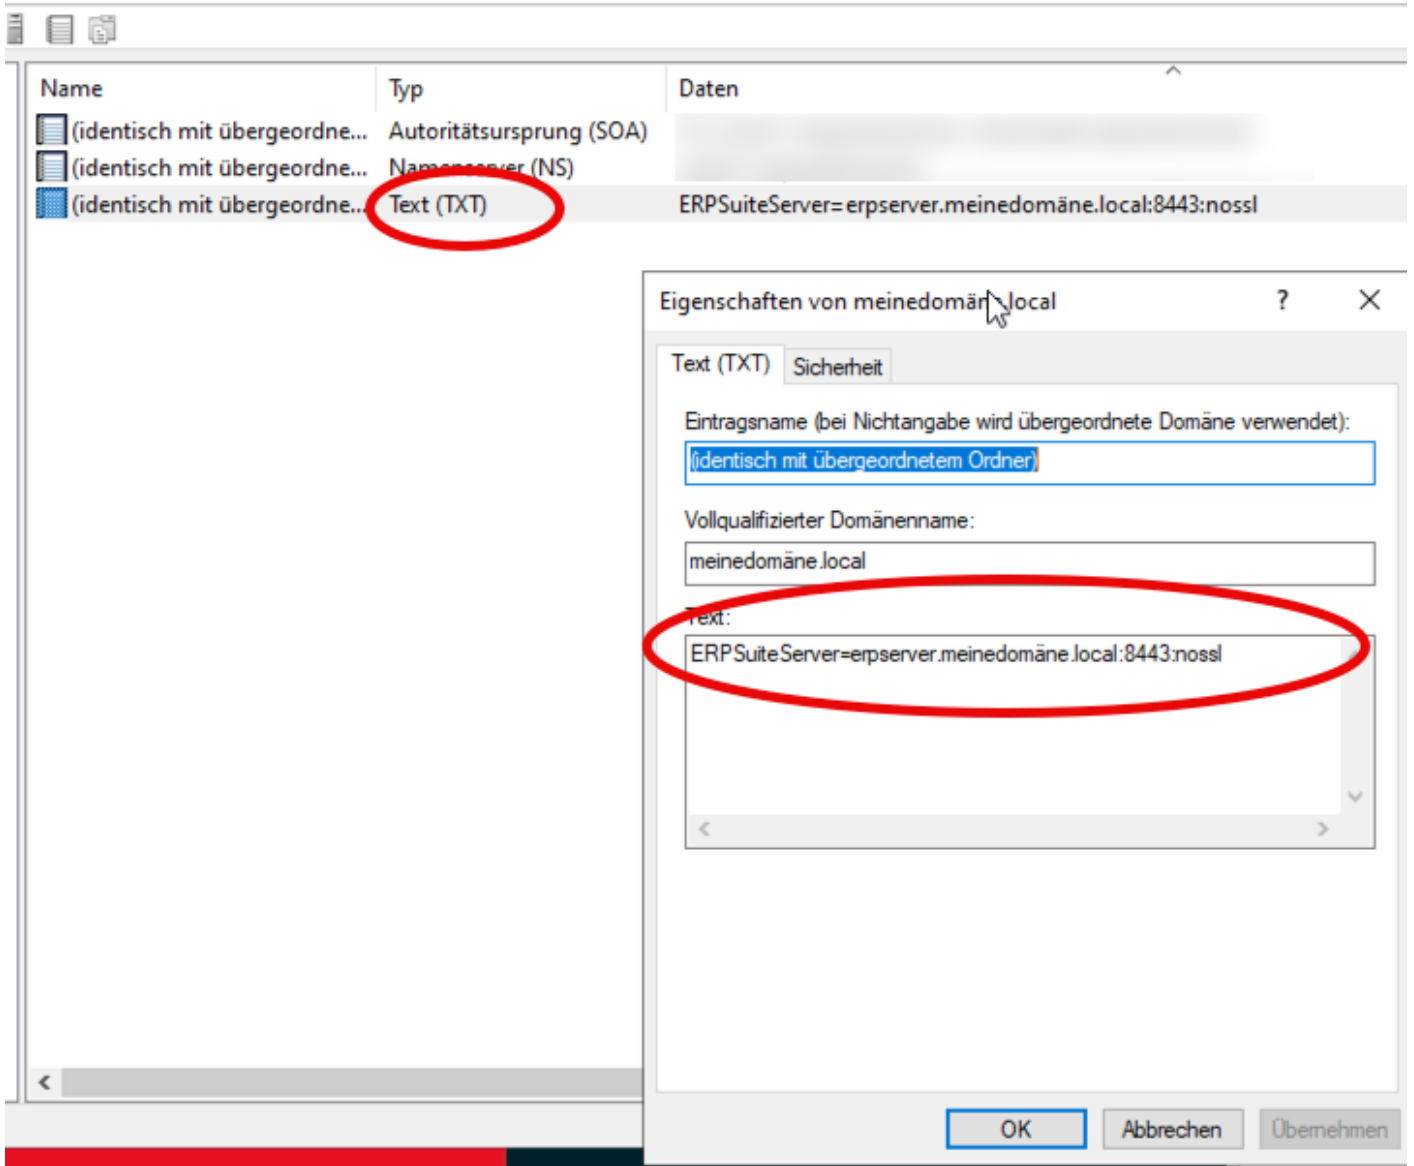 Name Typ Daten
(identisch mit übergeordne... Autoritätsursprung (SOA)
(identisch mit übergeordne... Namenserver (NS)
(identisch mit übergeordne... Text (TXT) ERPSuiteServer=erpserver.meinedomäne.local:8443:nossl
Eigenschaften von meinedomäne.local ?
Text (TXT) Sicherheit
Eintragsname (bei Nichtangabe wird übergeordnete Domäne verwendet):
(identisch mit übergeordnetem Ordner)
Vollqualifizierter Domänenname:
meinedomäne.local
Text:
ERPSuiteServer=erpserver.meinedomäne.local:8443:nossl
OK Abbrechen Übernehmen